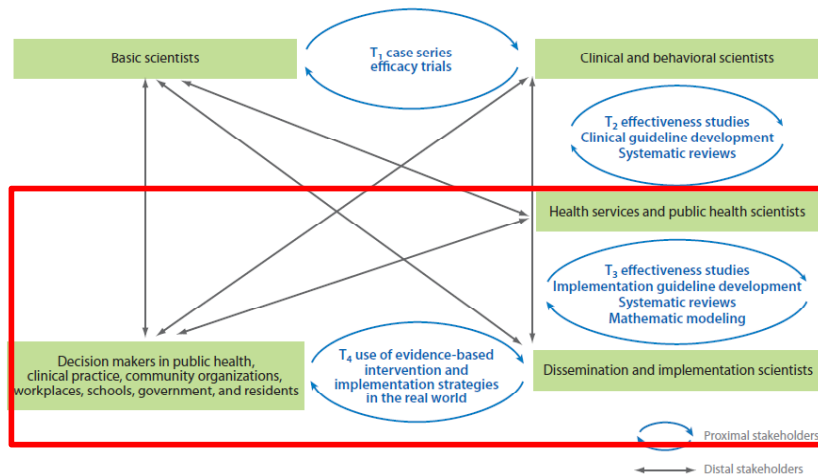 Basic scientists
T1 case series
efficacy trials
Clinical and behavioral scientists
T2 effectiveness studies
Clinical guideline development
Systematic reviews
Health services and public health scientists
T3 effectiveness studies
Implementation guideline development
Systematic reviews
Mathematic modeling
Decision makers in public health,
clinical practice, community organizations,
workplaces, schools, government, and residents
T4 use of evidence-based
intervention and
implementation strategies
in the real world
Dissemination and implementation scientists
Proximal stakeholders
Distal stakeholders